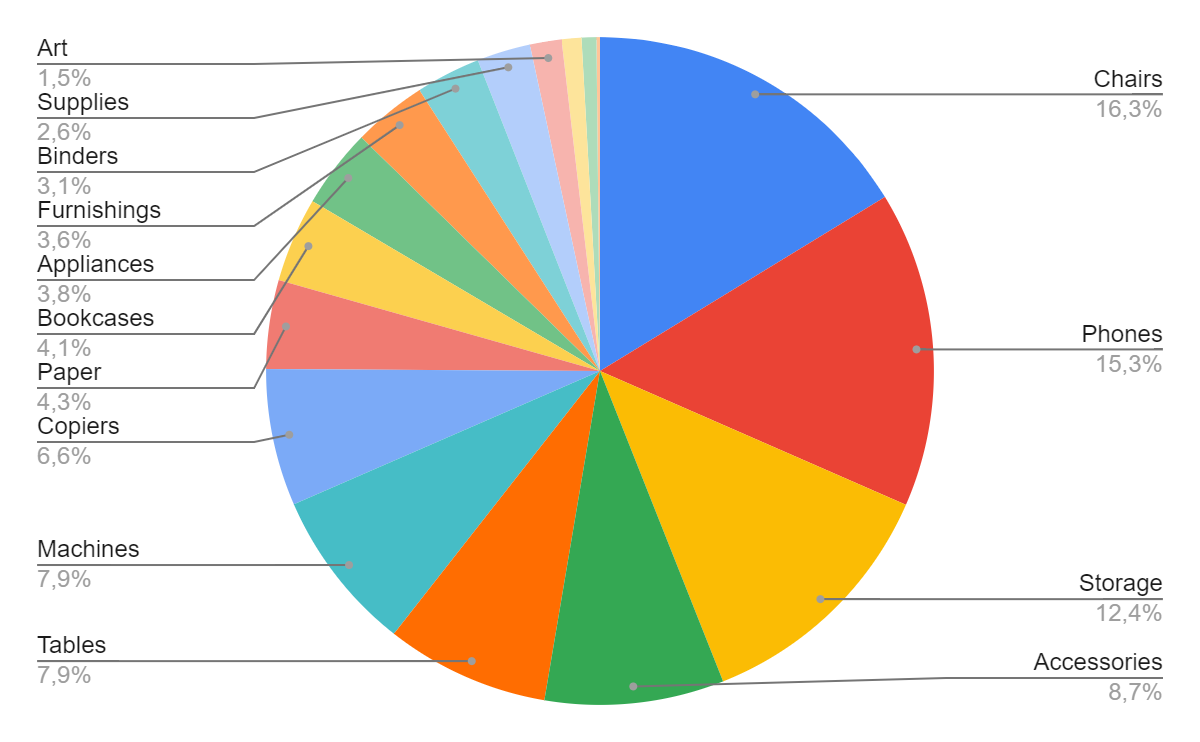 Art
1,5%
Supplies
2,6%
Binders
3,1%
Furnishings
3,6%
Appliances
3,8%
Bookcases
4,1%
Paper
4,3%
Copiers
6,6%
Machines
7,9%
Tables
7,9%
Chairs
16,3%
Phones
15,3%
Storage
12,4%
Accessories
8,7%